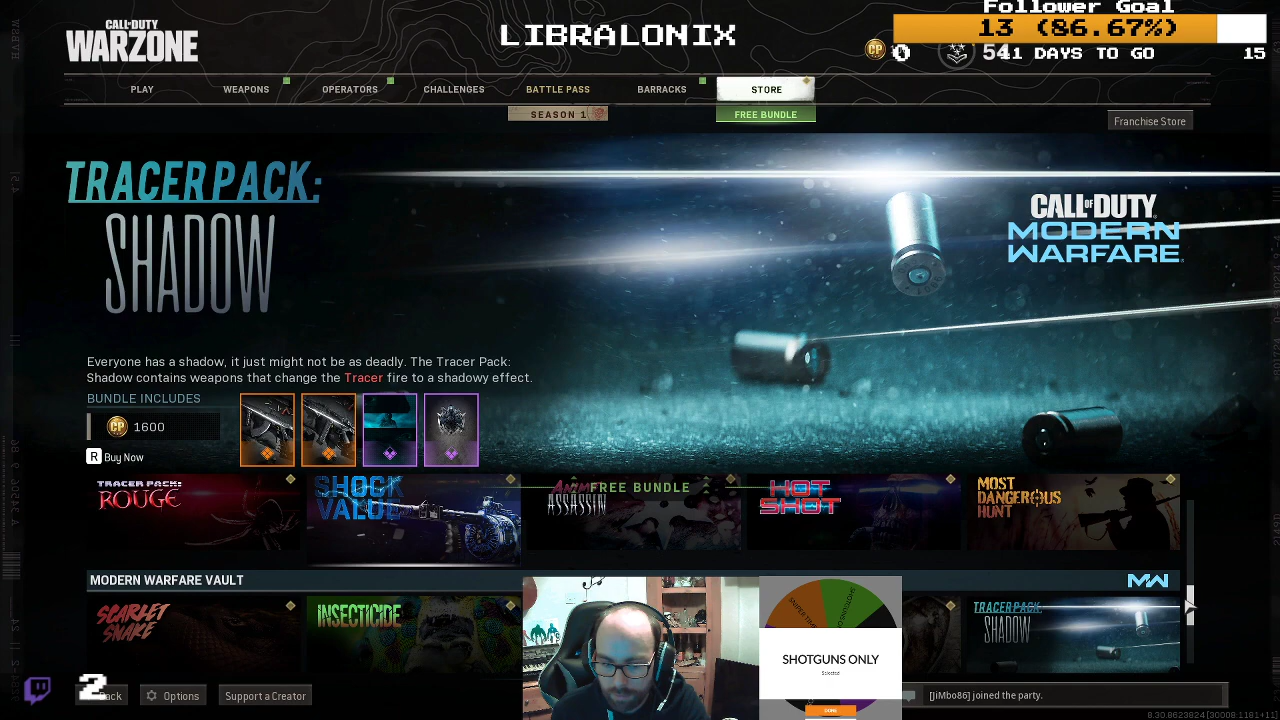 CALL OF DUTY
WARZONE
LIBRALONIX
Follower Goal
13 (86.67%)
CP 0
541 DAYS TO GO
15
PLAY
WEAPONS
OPERATORS
CHALLENGES
BATTLE PASS
BARRACKS
STORE
SEASON 1
FREE BUNDLE
Franchise Store
TRACER PACK:
SHADOW
CALL OF DUTY
MODERN
WARFARE
Everyone has a shadow, it just might not be as deadly. The Tracer Pack:
Shadow contains weapons that change the Tracer fire to a shadowy effect.
BUNDLE INCLUDES
CP 1600
R Buy Now
TRACER PACK:
ROUGE
SHOCK
VALUE
ANIME
ASSASSIN
FREE BUNDLE
HOT
SHOT
MOST
DANGEROUS
HUNT
MODERN WARFARE VAULT
MW
SCARLET
SNAKE
INSECTICIDE
TRACER PACK:
SHADOW
SHOTGUNS ONLY
Selected
DONE
2
Options
Support a Creator
[JiMbo86] joined the party.